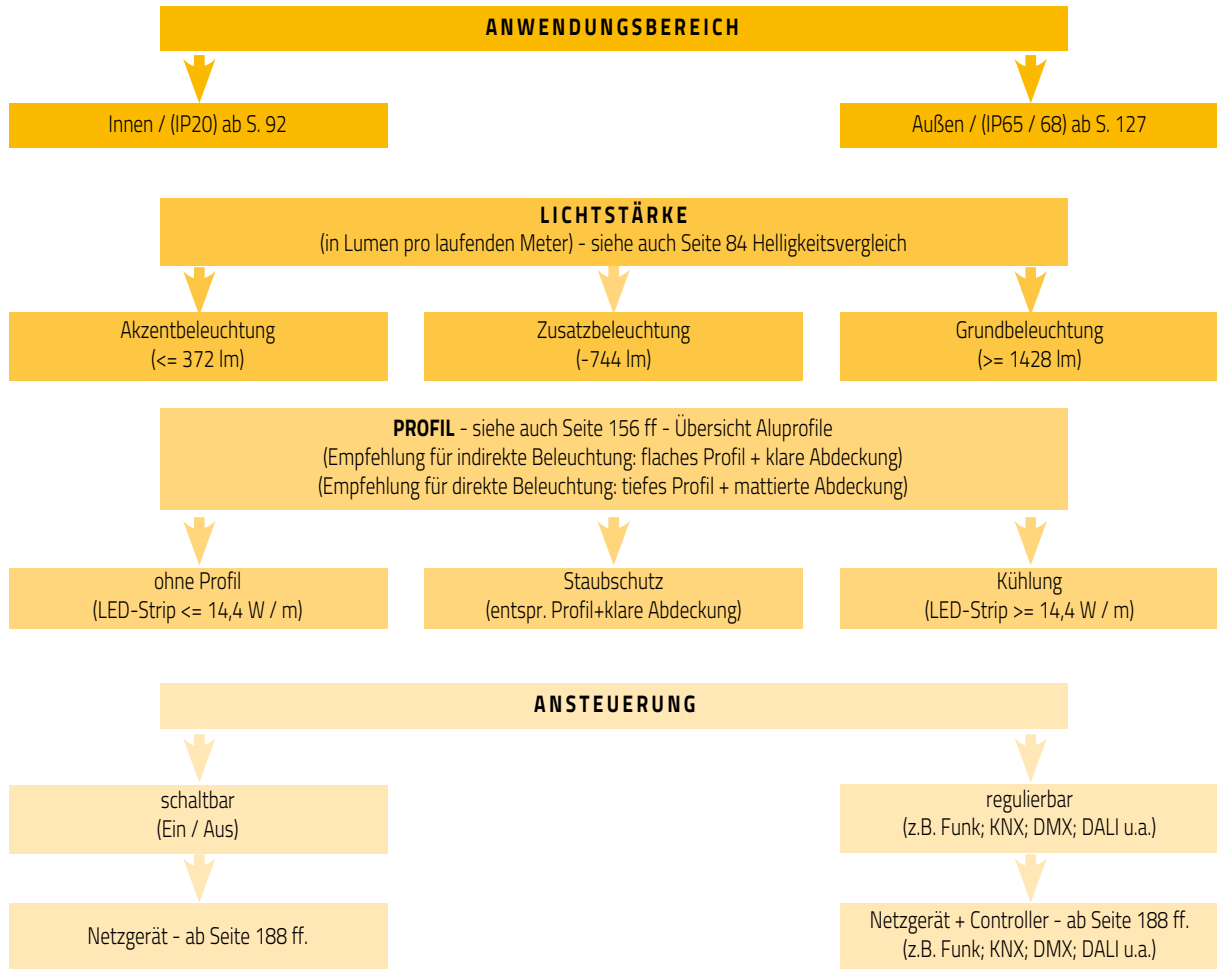 ANWENDUNGSBEREICH
Innen / (IP20) ab S. 92
Außen / (IP65 / 68) ab S. 127
LICHTSTÄRKE
(in Lumen pro laufenden Meter) - siehe auch Seite 84 Helligkeitsvergleich
Akzentbeleuchtung
(<= 372 lm)
Zusatzbeleuchtung
(-744 lm)
Grundbeleuchtung
(>= 1428 lm)
PROFIL - siehe auch Seite 156 ff - Übersicht Aluprofile
(Empfehlung für indirekte Beleuchtung: flaches Profil + klare Abdeckung)
(Empfehlung für direkte Beleuchtung: tiefes Profil + mattierte Abdeckung)
ohne Profil
(LED-Strip <= 14,4 W / m)
Staubschutz
(entspr. Profil+klare Abdeckung)
Kühlung
(LED-Strip >= 14,4 W / m)
ANSTEUERUNG
schaltbar
(Ein / Aus)
regulierbar
(z.B. Funk; KNX; DMX; DALI u.a.)
Netzgerät - ab Seite 188 ff.
Netzgerät + Controller - ab Seite 188 ff.
(z.B. Funk; KNX; DMX; DALI u.a.)